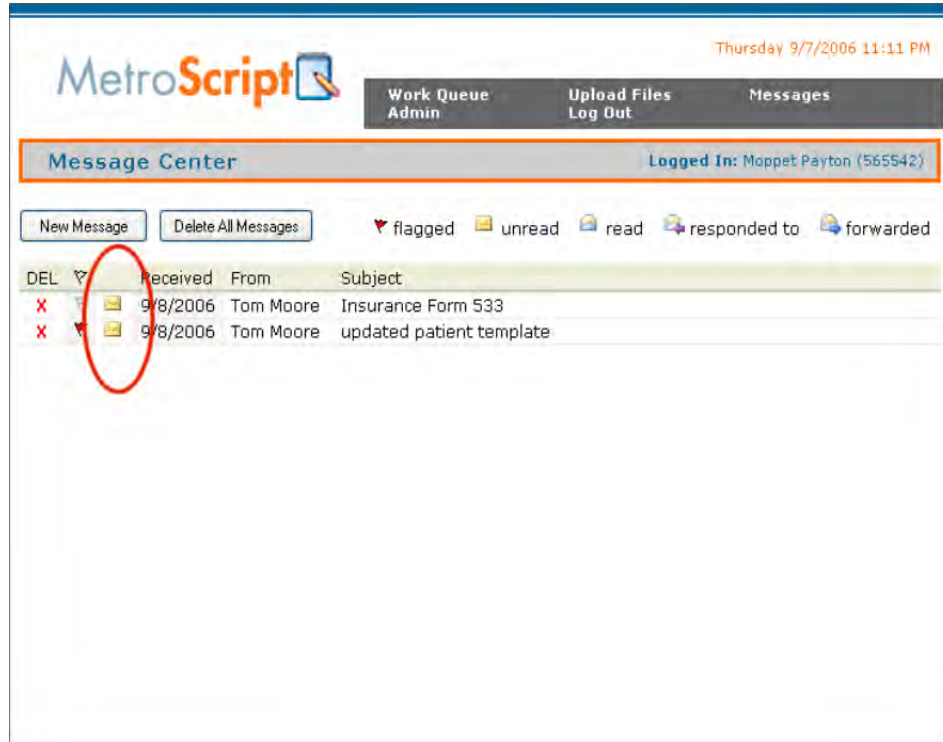 Thursday 9/7/2006 11:11 PM
MetroScript
Work Queue Upload Files Messages
Admin Log Out
Message Center Logged In: Moppet Payton (565542)
New Message Delete All Messages flagged unread read responded to forwarded
DEL Received From Subject
X 9/8/2006 Tom Moore Insurance Form 533
X 9/8/2006 Tom Moore updated patient template